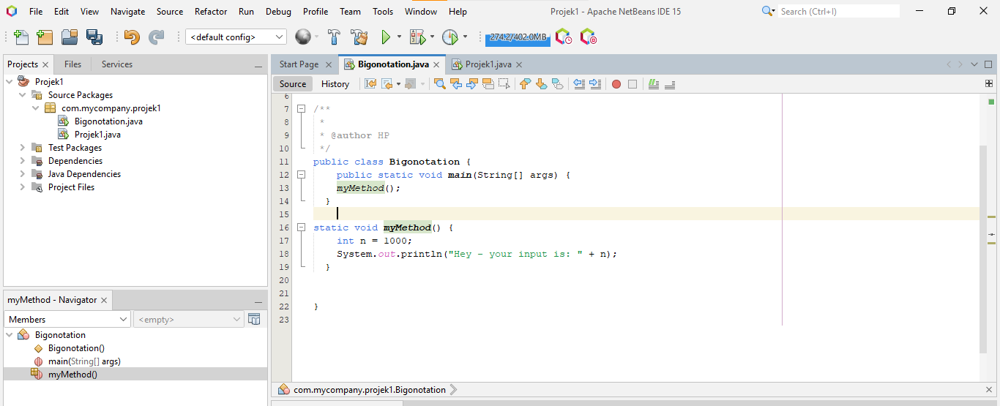 File Edit View Navigate Source Refactor Run Debug Profile Team Tools Window Help
Projek1 - Apache NetBeans IDE 15
Search (Ctrl+I)
<default config>
274.2/402.0MB
Projects Files Services
Projek1
Source Packages
com.mycompany.projek1
Bigonotation.java
Projek1.java
Test Packages
Dependencies
Java Dependencies
Project Files
myMethod - Navigator
Members <empty>
Bigonotation
Bigonotation()
main(String[] args)
myMethod()
Start Page Bigonotation.java Projek1.java
Source History
6
7 /**
8 *
9 * @author HP
10 */
11 public class Bigonotation {
12 public static void main(String[] args) {
13 myMethod();
14 }
15
16 static void myMethod() {
17 int n = 1000;
18 System.out.println("Hey - your input is: " + n);
19 }
20
21
22 }
23
com.mycompany.projek1.Bigonotation